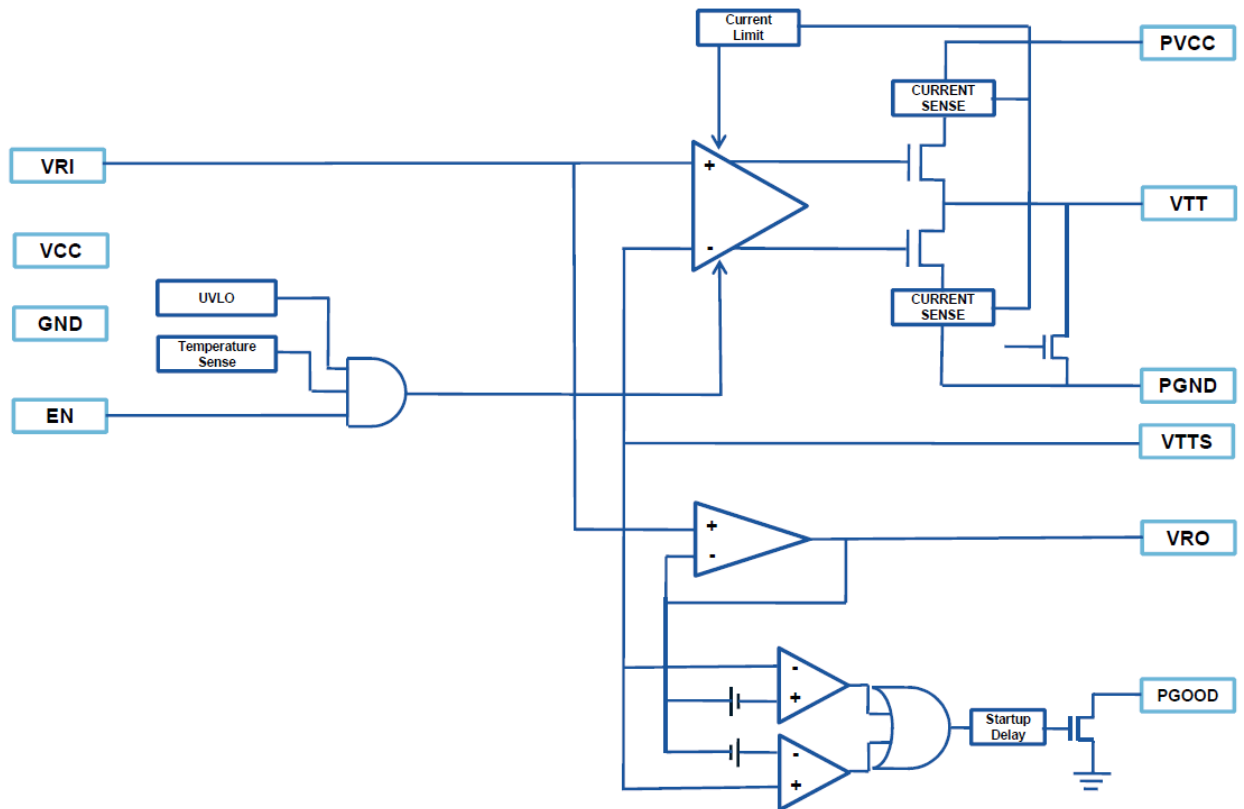 Current
Limit
PVCC
CURRENT
SENSE
VRI
+
-
VTT
VCC
UVLO
CURRENT
SENSE
GND
Temperature
Sense
PGND
EN
VTTS
+
-
VRO
-
+
PGOOD
Startup
Delay
-
+